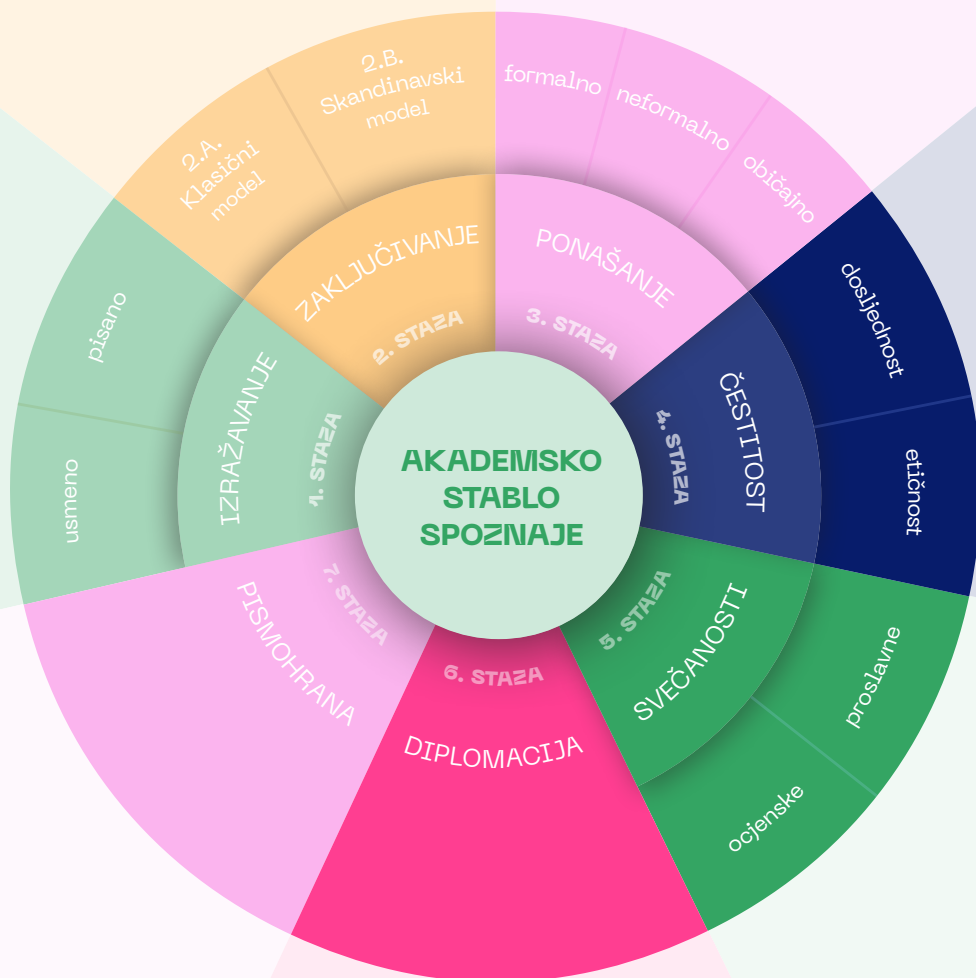 AKADEMSKO
STABLO
SPOZNAJE
1. STAZA
IZRAŽAVANJE
usmeno
pisano
2. STAZA
ZAKLJUČIVANJE
2.A.
Klasični
model
2.B.
Skandinavski
model
3. STAZA
PONAŠANJE
formalno
neformalno
običajno
4. STAZA
ČESTITOST
dosljednost
etičnost
5. STAZA
SVEČANOSTI
proslavne
ocjenske
6. STAZA
DIPLOMACIJA
7. STAZA
PISMOHRANA